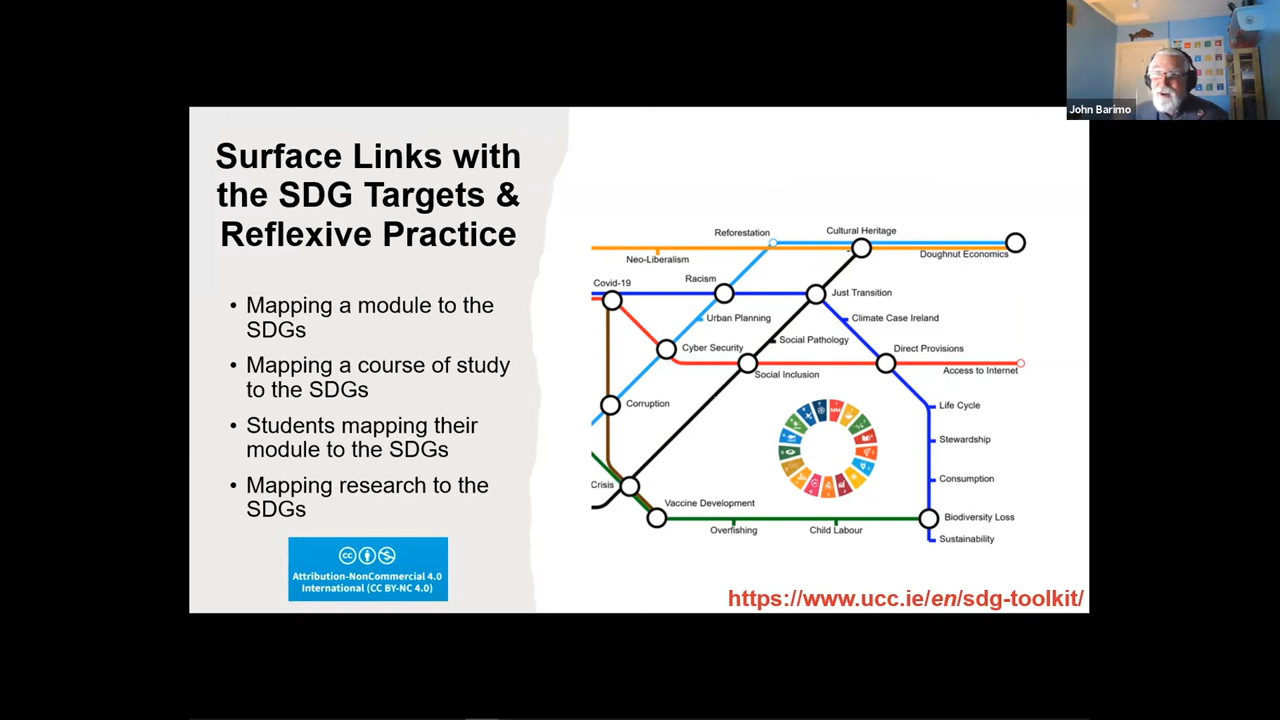 John Barimo
Surface Links with
the SDG Targets &
Reflexive Practice
• Mapping a module to the
SDGs
• Mapping a course of study
to the SDGs
• Students mapping their
module to the SDGs
• Mapping research to the
SDGs
Attribution-NonCommercial 4.0
International (CC BY-NC 4.0)
Reforestation
Cultural Heritage
Neo-Liberalism
Doughnut Economics
Covid-19
Racism
Just Transition
Urban Planning
Climate Case Ireland
Cyber Security
Social Pathology
Direct Provisions
Social Inclusion
Access to Internet
Corruption
Life Cycle
Stewardship
Crisis
Consumption
Vaccine Development
Overfishing
Child Labour
Biodiversity Loss
Sustainability
https://www.ucc.ie/en/sdg-toolkit/